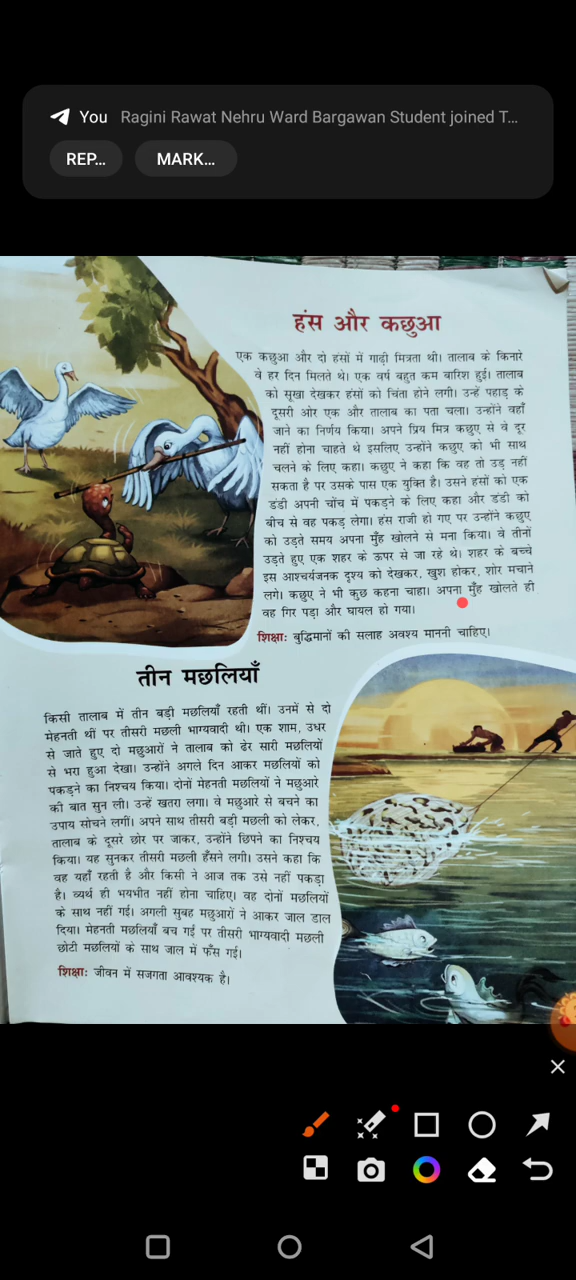 You Ragini Rawat Nehru Ward Bargawan Student joined T...
REP... MARK...
हंस और कछुआ
एक कछुआ और दो हंसों में गाढ़ी मित्रता थी। तालाब के किनारे
वे हर दिन मिलते थे। एक वर्ष बहुत कम बारिश हुई। तालाब
को सूखा देखकर हंसों को चिंता होने लगी। उन्हें पहाड़ के
दूसरी ओर एक और तालाब का पता चला। उन्होंने वहाँ
जाने का निर्णय किया। अपने प्रिय मित्र कछुए से वे दूर
नहीं होना चाहते थे इसलिए उन्होंने कछुए को भी साथ
चलने के लिए कहा। कछुए ने कहा कि वह तो उड़ नहीं
सकता है पर उसके पास एक युक्ति है। उसने हंसों को एक
डंडी अपनी चोंच में पकड़ने के लिए कहा और डंडी को
बीच से वह पकड़ लेगा। हंस राजी हो गए पर उन्होंने कछुए
को उड़ते समय अपना मुँह खोलने से मना किया। वे तीनों
उड़ते हुए एक शहर के ऊपर से जा रहे थे। शहर के बच्चे
इस आश्चर्यजनक दृश्य को देखकर, खुश होकर, शोर मचाने
लगे। कछुए ने भी कुछ कहना चाहा। अपना मुँह खोलते ही
वह गिर पड़ा और घायल हो गया।
शिक्षा: बुद्धिमानों की सलाह अवश्य माननी चाहिए।
तीन मछलियाँ
किसी तालाब में तीन बड़ी मछलियाँ रहती थीं। उनमें से दो
मेहनती थीं पर तीसरी मछली भाग्यवादी थी। एक शाम, उधर
से जाते हुए दो मछुआरों ने तालाब को ढेर सारी मछलियों
से भरा हुआ देखा। उन्होंने अगले दिन आकर मछलियों को
पकड़ने का निश्चय किया। दोनों मेहनती मछलियों ने मछुआरे
की बात सुन ली। उन्हें खतरा लगा। वे मछुआरे से बचने का
उपाय सोचने लगीं। अपने साथ तीसरी बड़ी मछली को लेकर,
तालाब के दूसरे छोर पर जाकर, उन्होंने छिपने का निश्चय
किया। यह सुनकर तीसरी मछली हँसने लगी। उसने कहा कि
वह यहाँ रहती है और किसी ने आज तक उसे नहीं पकड़ा
है। व्यर्थ ही भयभीत नहीं होना चाहिए। वह दोनों मछलियों
के साथ नहीं गई। अगली सुबह मछुआरों ने आकर जाल डाल
दिया। मेहनती मछलियाँ बच गईं पर तीसरी भाग्यवादी मछली
छोटी मछलियों के साथ जाल में फँस गई।
शिक्षा: जीवन में सजगता आवश्यक है।